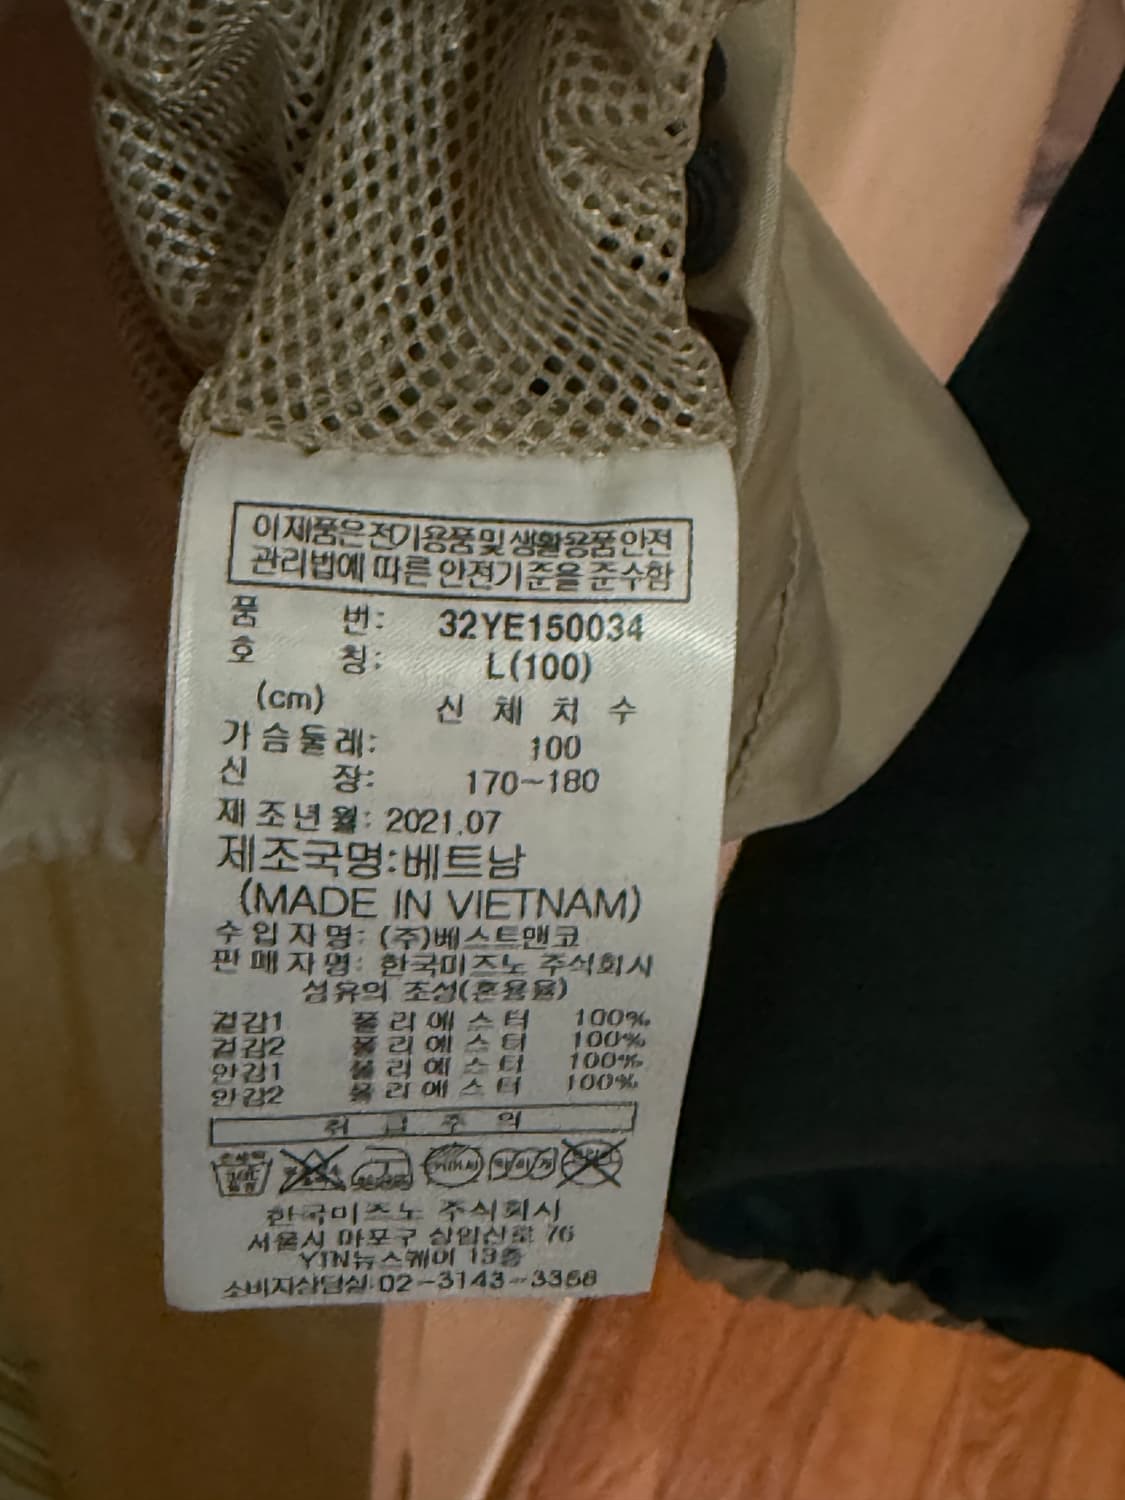 이 제품은 전기용품 및 생활용품 안전
관리법에 따른 안전기준을 준수함
품 번: 32YE150034
호 칭: L(100)
(cm) 신 체 치 수
가 슴 둘 레: 100
신 장: 170~180
제 조 년 월: 2021.07
제조국명:베트남
(MADE IN VIETNAM)
수 입 자 명: (주)베스트맨코
판 매 자 명: 한국미즈노 주식회사
섬유의 조성(혼용율)
겉감1 폴 리 에 스 터 100%
겉감2 폴 리 에 스 터 100%
안감1 폴 리 에 스 터 100%
안감2 폴 리 에 스 터 100%
취 급 주 의
손세탁
한국미즈노 주식회사
서울시 마포구 상암산로 76
YTN뉴스퀘어 13층
소비자상담실:02-3143-3358